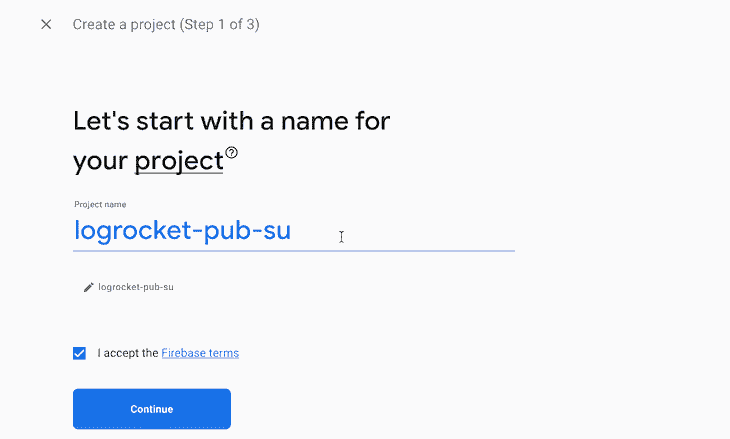 Create a project (Step 1 of 3)
Let's start with a name for
your project
Project name
logrocket-pub-su
logrocket-pub-su
I accept the Firebase terms
Continue